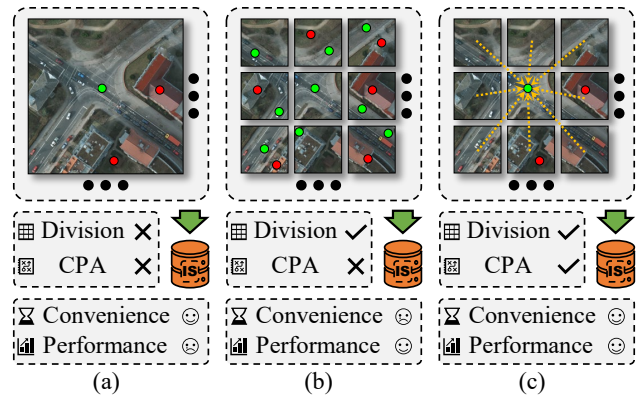 Division
CPA
IS
Convenience
Performance
(a)
Division
CPA
IS
Convenience
Performance
(b)
Division
CPA
IS
Convenience
Performance
(c)